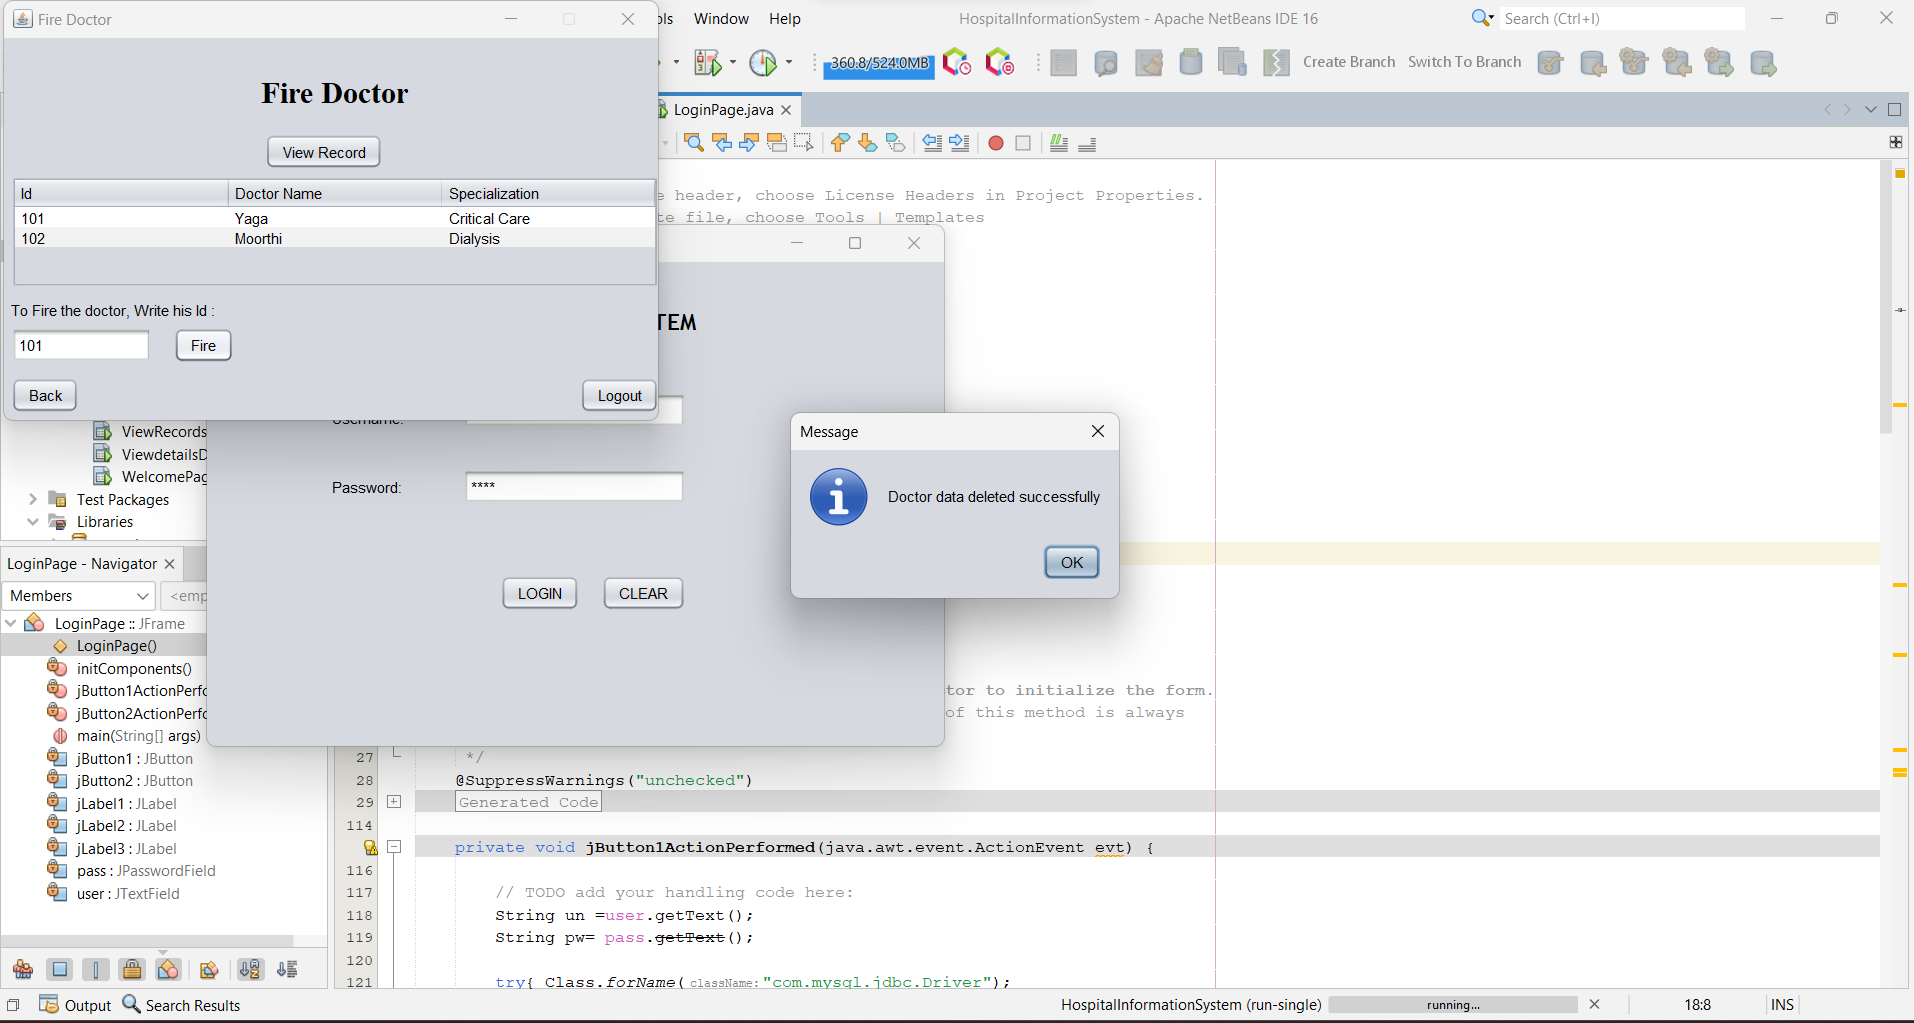 Fire Doctor
ols Window Help
HospitalInformationSystem - Apache NetBeans IDE 16
Search (Ctrl+I)
360.8/524.0MB
Create Branch
Switch To Branch
Fire Doctor
View Record
Id Doctor Name Specialization
101 Yaga Critical Care
102 Moorthi Dialysis
To Fire the doctor, Write his Id :
101
Fire
Back
Logout
LoginPage.java
e header, choose License Headers in Project Properties.
te file, choose Tools | Templates
TEM
Username:
Password:
****
LOGIN
CLEAR
Message
Doctor data deleted successfully
OK
ViewRecords
ViewdetailsD
WelcomePag
Test Packages
Libraries
LoginPage - Navigator
Members
<emp
LoginPage :: JFrame
LoginPage()
initComponents()
jButton1ActionPerfo
jButton2ActionPerfo
main(String[] args)
jButton1 : JButton
jButton2 : JButton
jLabel1 : JLabel
jLabel2 : JLabel
jLabel3 : JLabel
pass : JPasswordField
user : JTextField
tor to initialize the form.
of this method is always
27 */
28 @SuppressWarnings("unchecked")
29 Generated Code
114
private void jButton1ActionPerformed(java.awt.event.ActionEvent evt) {
116
117 // TODO add your handling code here:
118 String un =user.getText();
119 String pw= pass.getText();
120
121 try{ Class.forName( className: "com.mysql.jdbc.Driver");
Output
Search Results
HospitalInformationSystem (run-single)
running...
18:8
INS